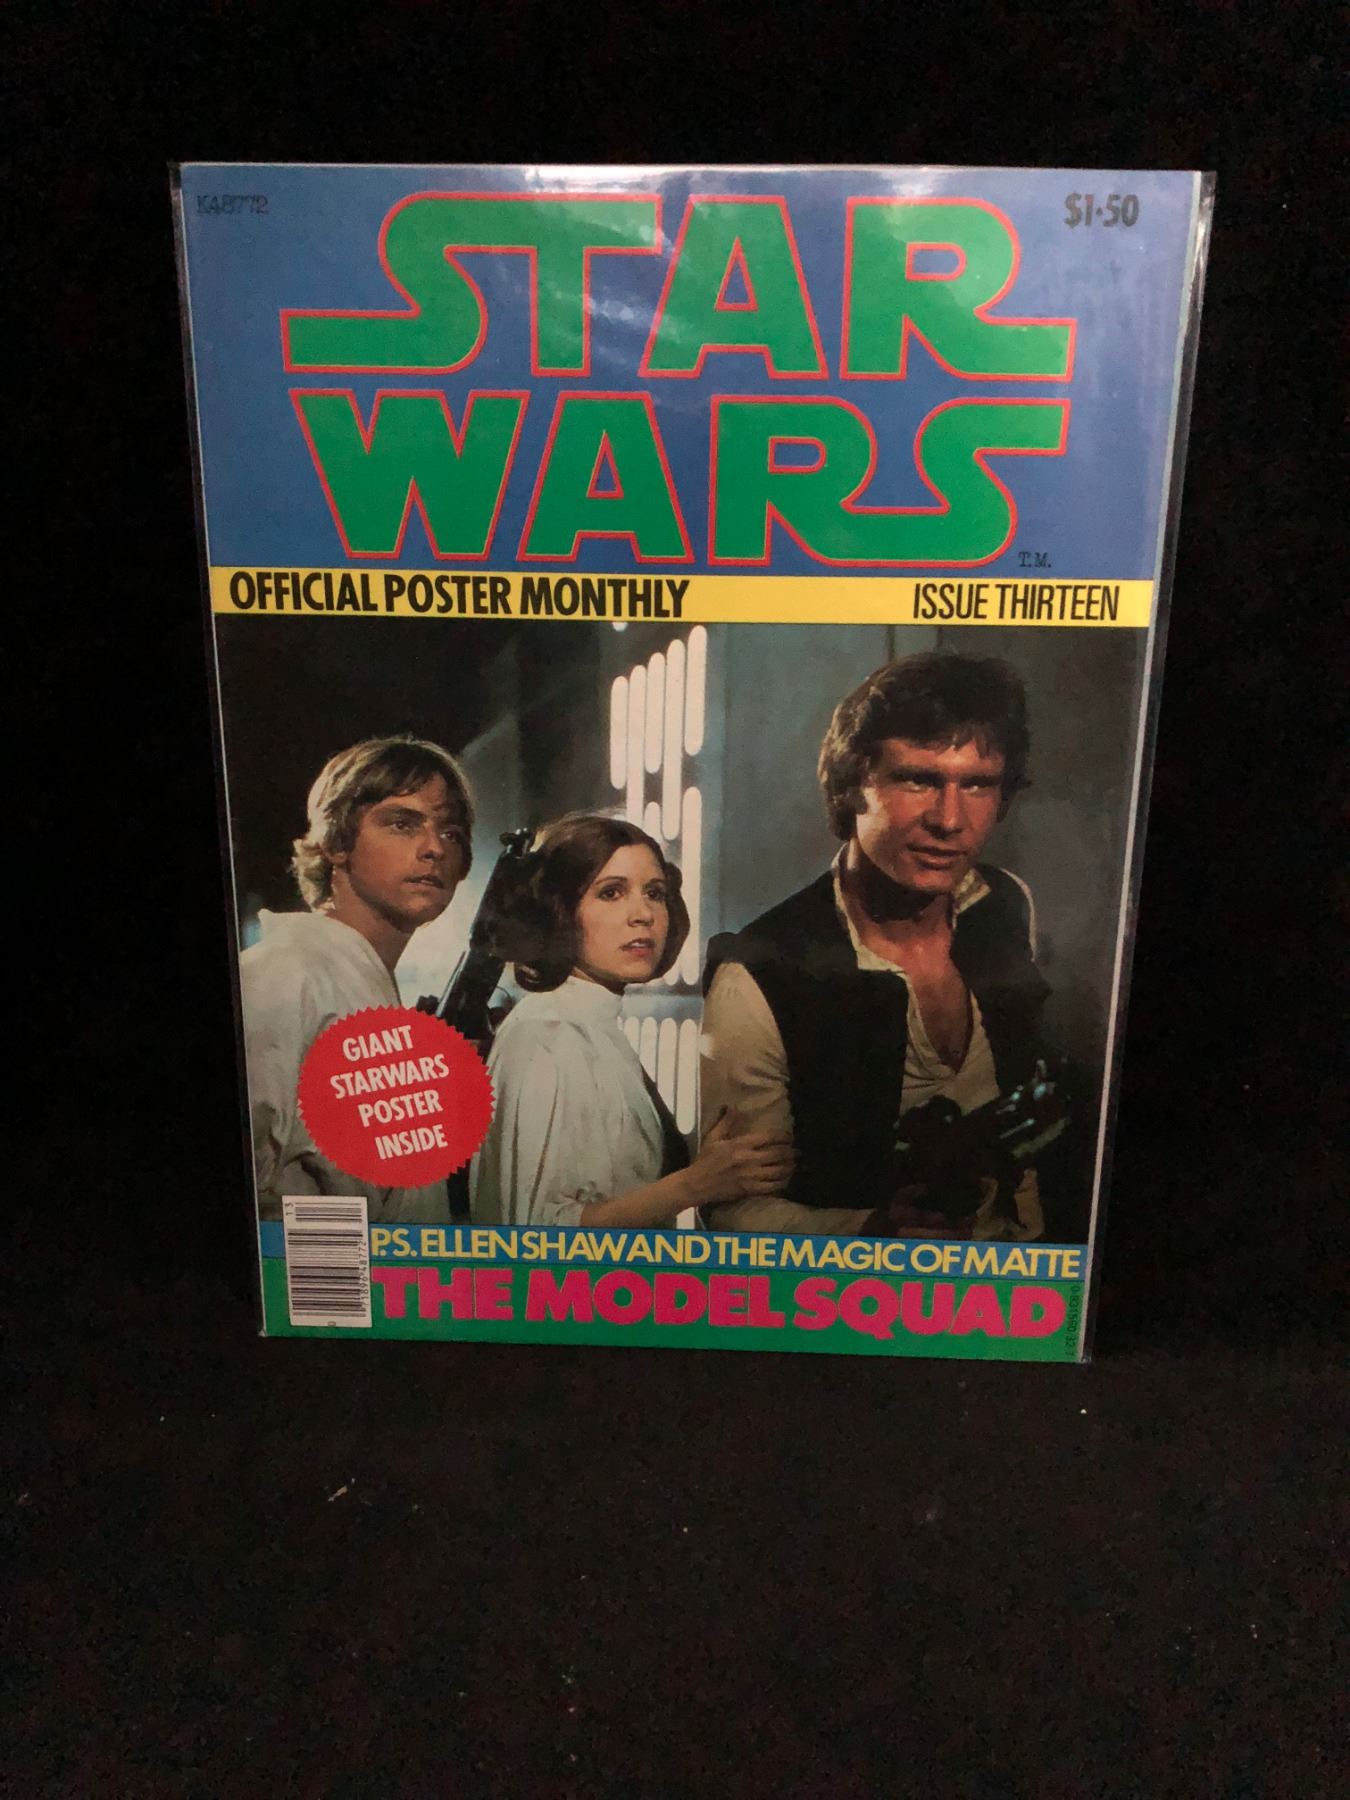 K48772
$1.50
STAR
WARS
T.M.
OFFICIAL POSTER MONTHLY
ISSUE THIRTEEN
GIANT
STARWARS
POSTER
INSIDE
13
P.S. ELLEN SHAW AND THE MAGIC OF MATTE
THE MODEL SQUAD